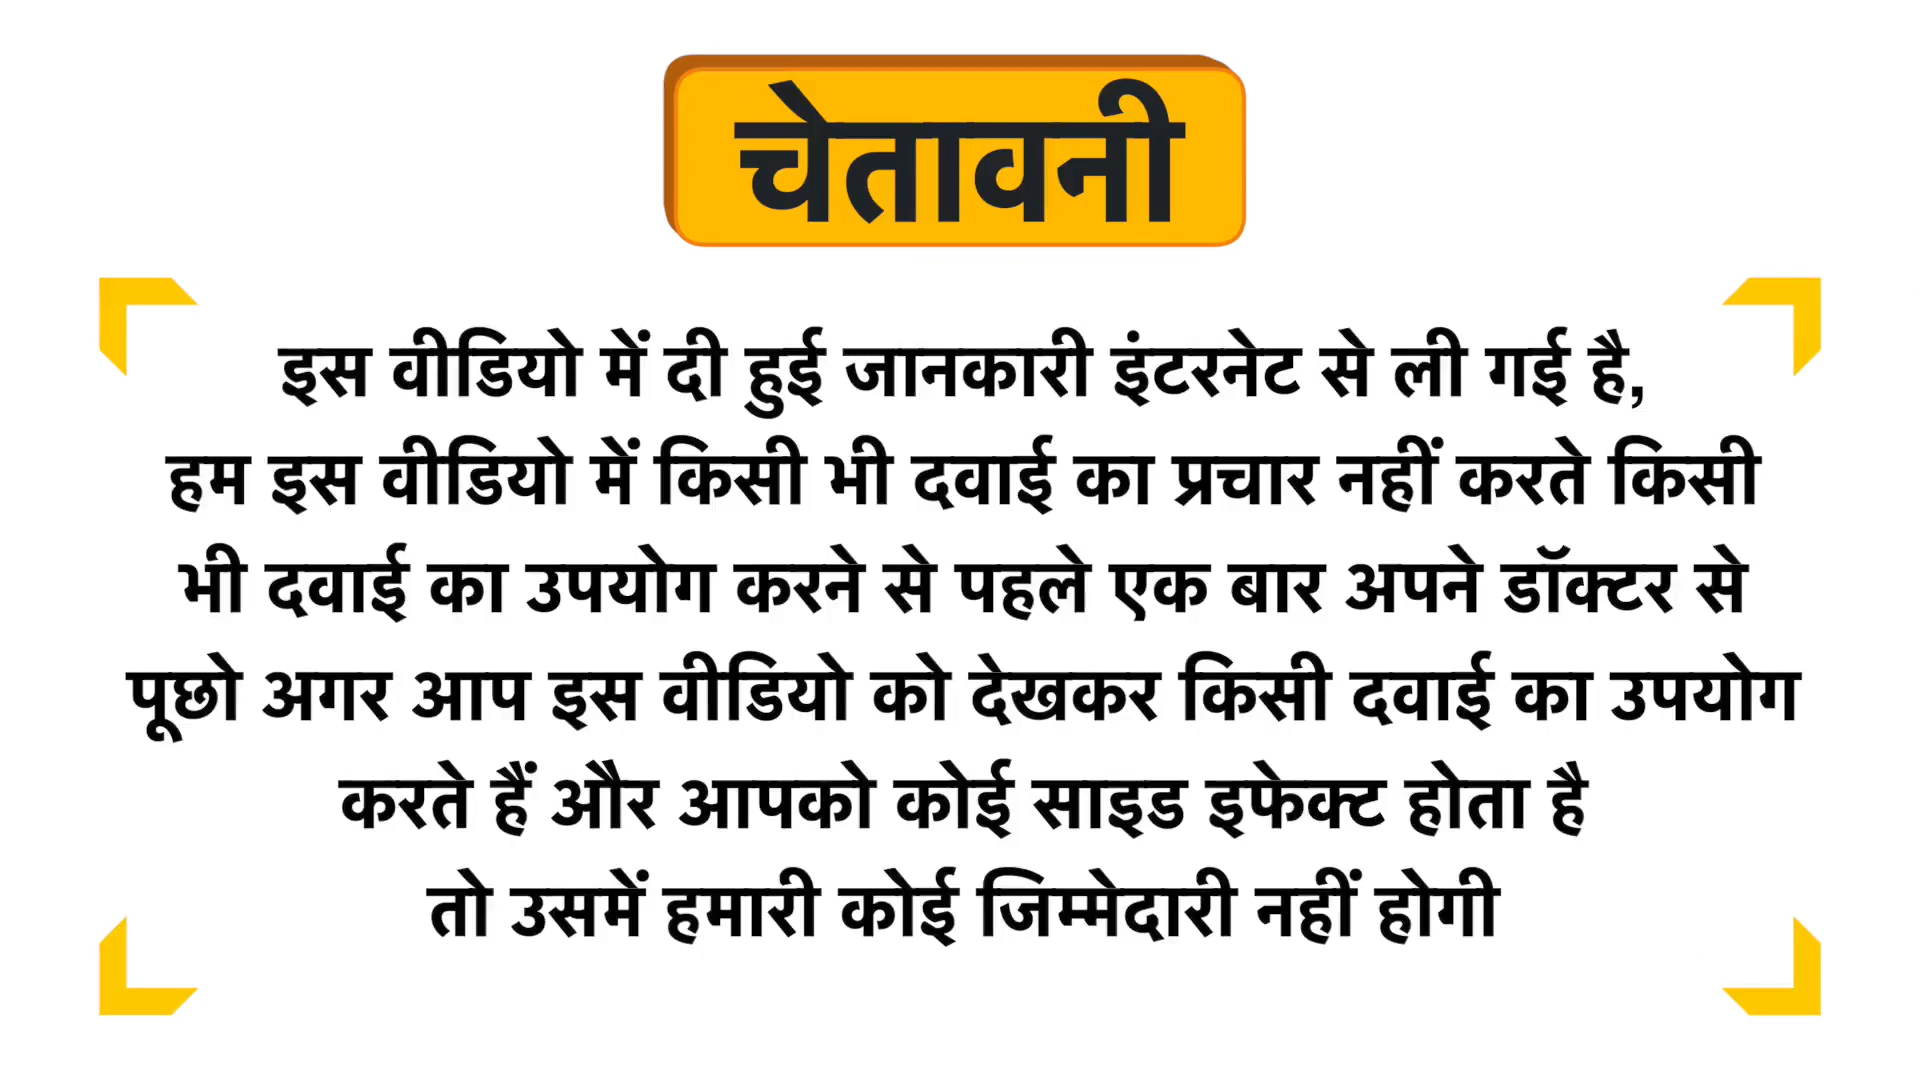 चेतावनी
इस वीडियो में दी हुई जानकारी इंटरनेट से ली गई है,
हम इस वीडियो में किसी भी दवाई का प्रचार नहीं करते किसी
भी दवाई का उपयोग करने से पहले एक बार अपने डॉक्टर से
पूछो अगर आप इस वीडियो को देखकर किसी दवाई का उपयोग
करते हैं और आपको कोई साइड इफेक्ट होता है
तो उसमें हमारी कोई जिम्मेदारी नहीं होगी